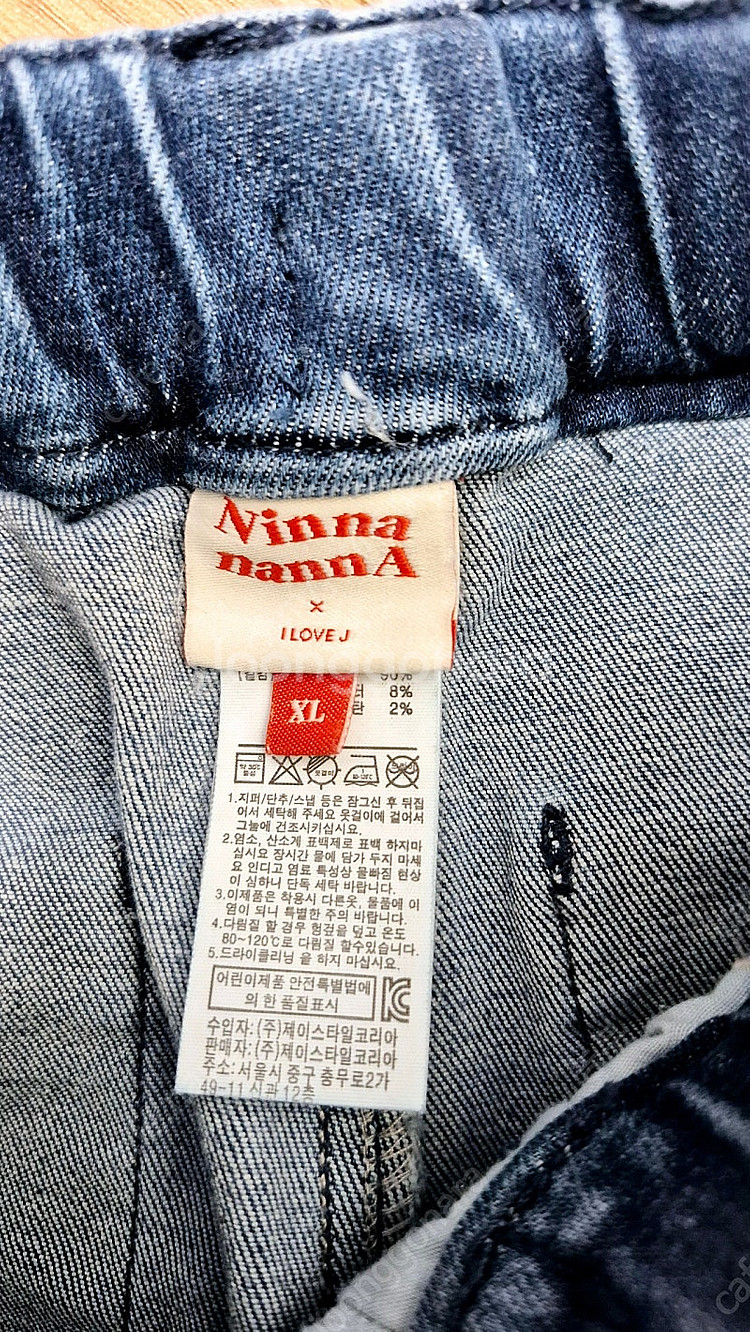 Ninna
nannA
×
I LOVE J
90%
8%
XL
2%
1.지퍼/단추/스냅 등은 잠그신 후 뒤집
어서 세탁해 주세요 옷걸이에 걸어서
그늘에 건조시키십시요.
2.염소, 산소계 표백제로 표백 하지마
십시요 장시간 물에 담가 두지 마세
요 인디고 염료 특성상 물빠짐 현상
이 심하니 단독 세탁 바랍니다.
3.이제품은 착용시 다른옷, 물품에 이
염이 되니 특별한 주의 바랍니다.
4.다림질 할 경우 헝겊을 덮고 온도
80~120℃로 다림질 할수있습니다.
5.드라이클리닝 을 하지 마십시요.
어린이제품 안전특별법에
의 한 품질표시
수입자: (주)제이스타일코리아
판매자: (주)제이스타일코리아
주소: 서울시 중구 충무로2가
49-11 신관 12층